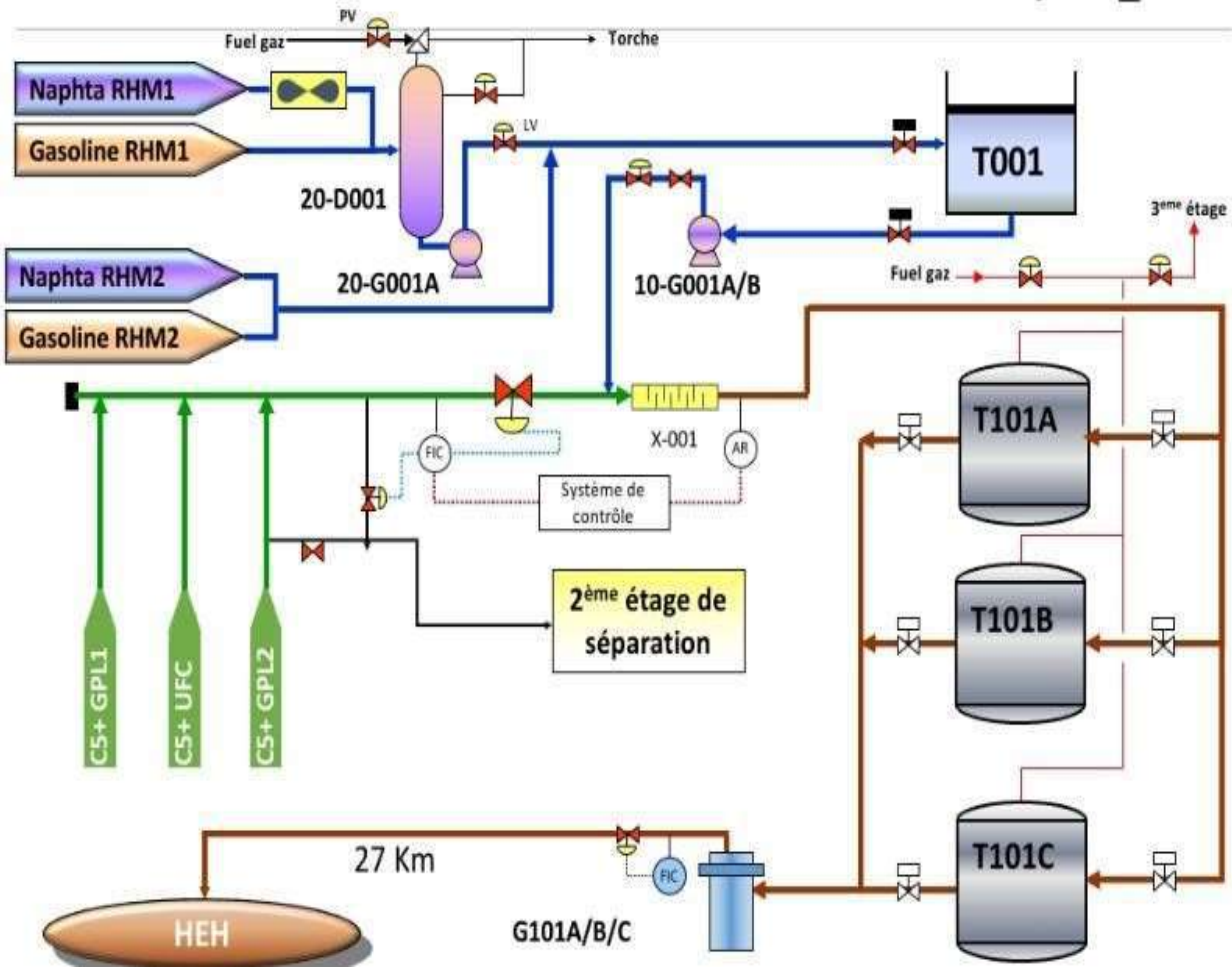 PV
Fuel gaz
Torche
Naphta RHM1
Gasoline RHM1
LV
T001
20-D001
3eme étage
Naphta RHM2
20-G001A
10-G001A/B
Fuel gaz
Gasoline RHM2
T101A
X-001
FIC
AR
Système de
contrôle
2ème étage de
séparation
T101B
C5+ GPL1
C5+ UFC
C5+ GPL2
27 Km
FIC
T101C
HEH
G101A/B/C